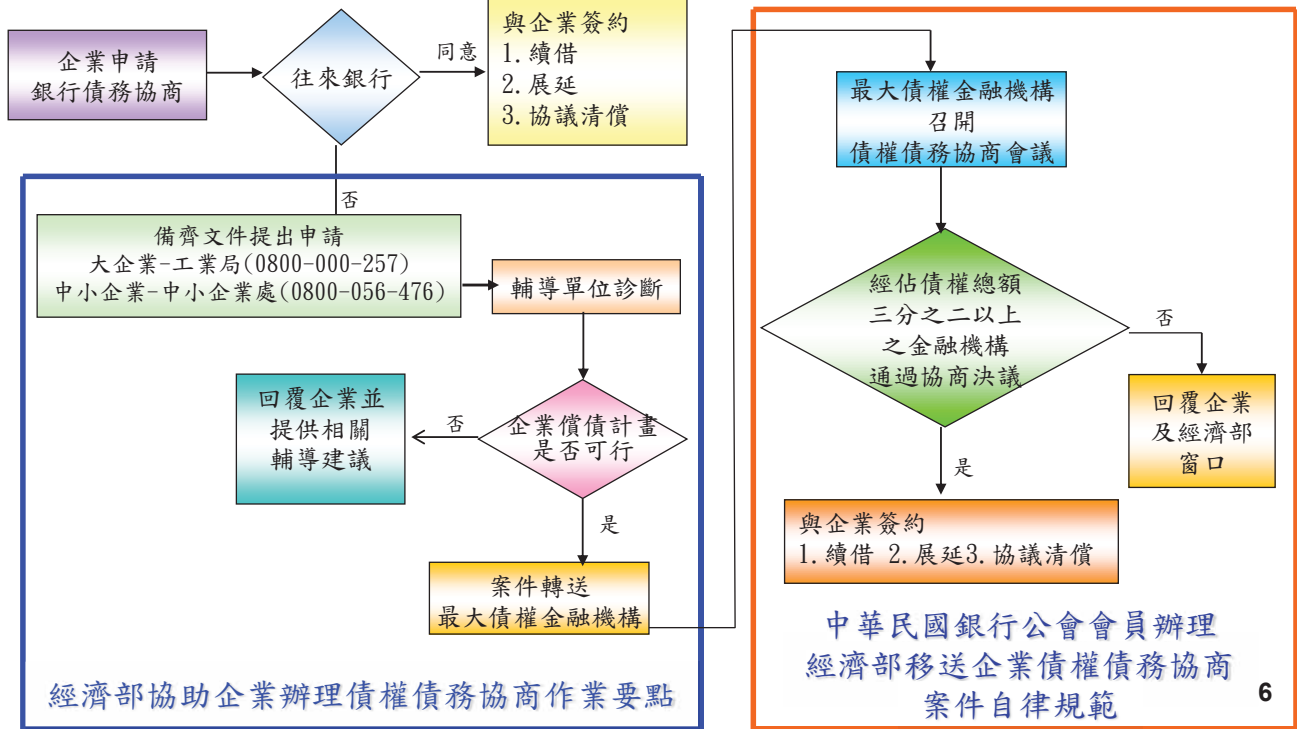 企業申請
銀行債務協商
往來銀行
同意
與企業簽約
1.續借
2.展延
3.協議清償
否
備齊文件提出申請
大企業-工業局(0800-000-257)
中小企業-中小企業處(0800-056-476)
輔導單位診斷
企業償債計畫
是否可行
否
回覆企業並
提供相關
輔導建議
是
案件轉送
最大債權金融機構
經濟部協助企業辦理債權債務協商作業要點
最大債權金融機構
召開
債權債務協商會議
經佔債權總額
三分之二以上
之金融機構
通過協商決議
否
回覆企業
及經濟部
窗口
是
與企業簽約
1.續借 2.展延3.協議清償
中華民國銀行公會會員辦理
經濟部移送企業債權債務協商
案件自律規範
6